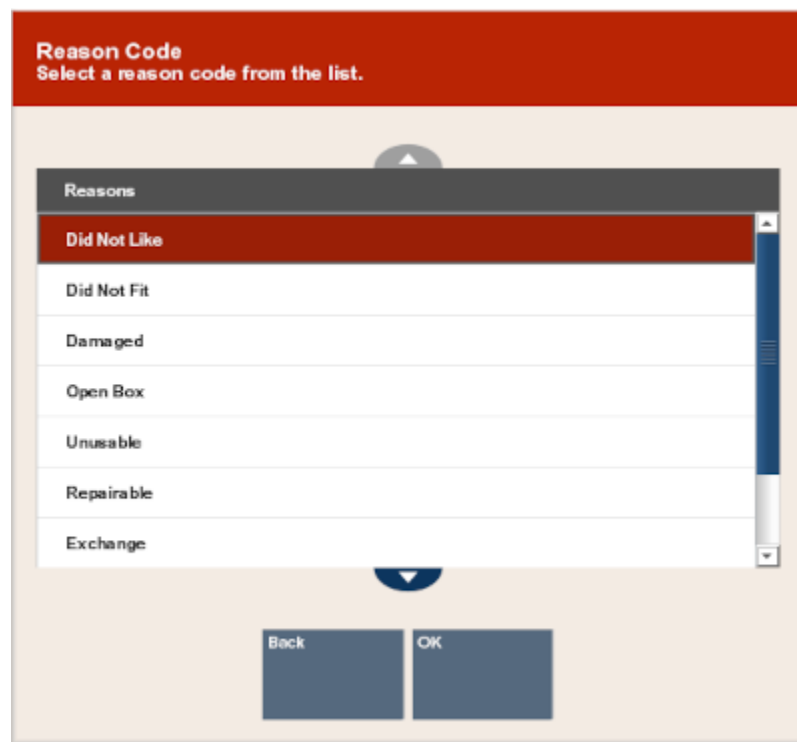 Reason Code
Select a reason code from the list.
Reasons
Did Not Like
Did Not Fit
Damaged
Open Box
Unusable
Repairable
Exchange
Back
OK